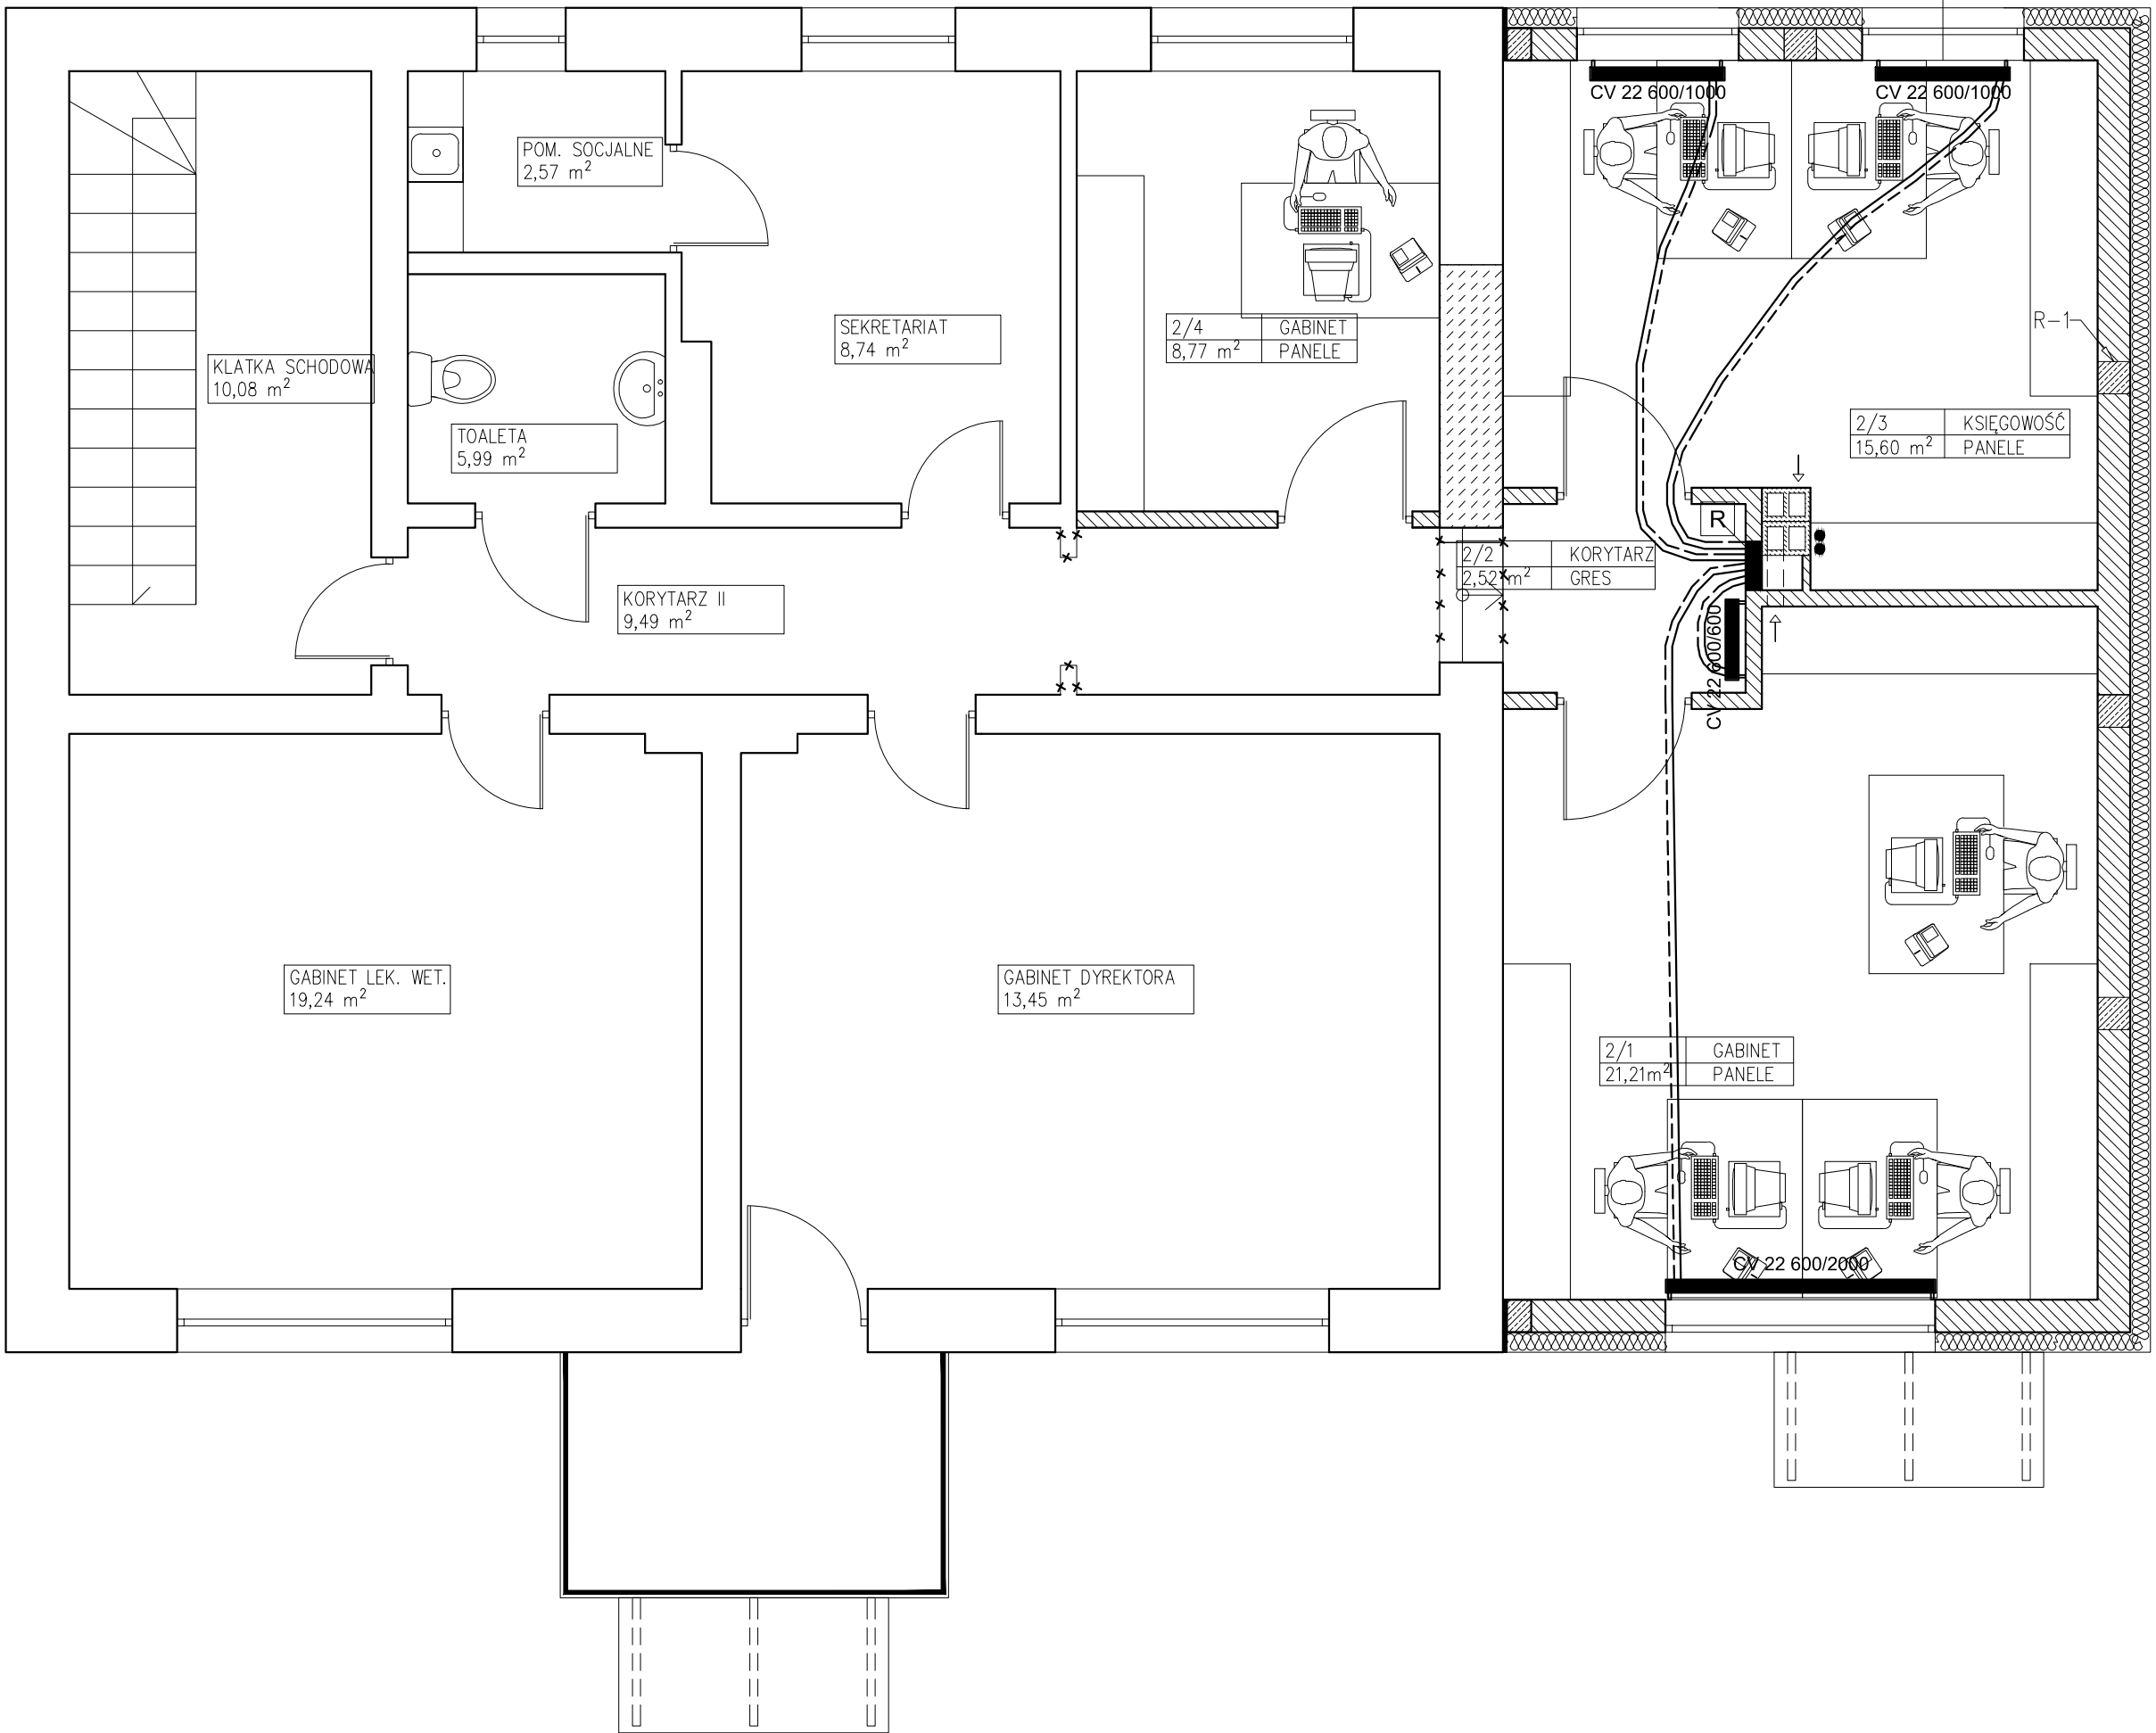 CV 22 600/1000
CV 22 600/1000
POM. SOCJALNE
2,57 m²
SEKRETARIAT
8,74 m²
2/4 GABINET
8,77 m² PANELE
R-1
KLATKA SCHODOWA
10,08 m²
TOALETA
5,99 m²
2/3 KSIĘGOWOŚĆ
15,60 m² PANELE
R
2/2 KORYTARZ
2,52 m² GRES
KORYTARZ II
9,49 m²
CV 22 600/600
GABINET LEK. WET.
19,24 m²
GABINET DYREKTORA
13,45 m²
2/1 GABINET
21,21m² PANELE
CV 22 600/2000